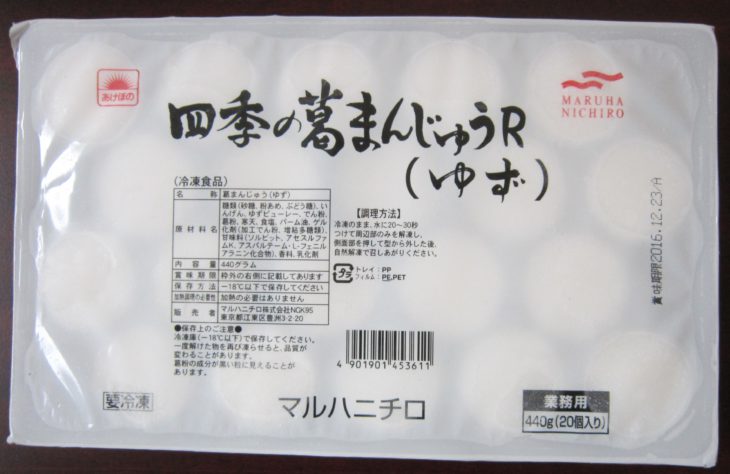 あけぼの
MARUHA
NICHIRO
四季の葛まんじゅうR
(ゆず)
(冷凍食品)
名称 葛まんじゅう(ゆず)
原材料名 糖類(砂糖、粉あめ、ぶどう糖)、い
んげん、ゆずピューレー、でん粉、
葛粉、寒天、食塩、パーム油、ゲル
化剤(加工でん粉、増粘多糖類)、
甘味料(ソルビット、アセスルファ
ムK、アスパルテーム・L-フェニル
アラニン化合物)、香料、乳化剤
内容量 440グラム
賞味期限 枠外の右側に記載してあります
保存方法 -18℃以下で保存してください
加熱調理の必要性 加熱の必要はありません
販売者 マルハニチロ株式会社NGK95
東京都江東区豊洲3-2-20
●保存上のご注意●
冷凍庫(-18℃以下)で保存してください。
一度解けた物を再び凍らせると、品質が
変わることがあります。
葛粉の成分が黒い粒に見えることが
あります。
【調理方法】
冷凍のまま、水に20~30秒
つけて周辺部のみを解凍し、
側面部を押して型から外した後、
自然解凍で召しあがりください。
プラ
トレイ:PP
フィルム:PE,PET
賞味期限2016.12.23/A
4 901901 453611
要冷凍
マルハニチロ
業務用
440g(20個入り)